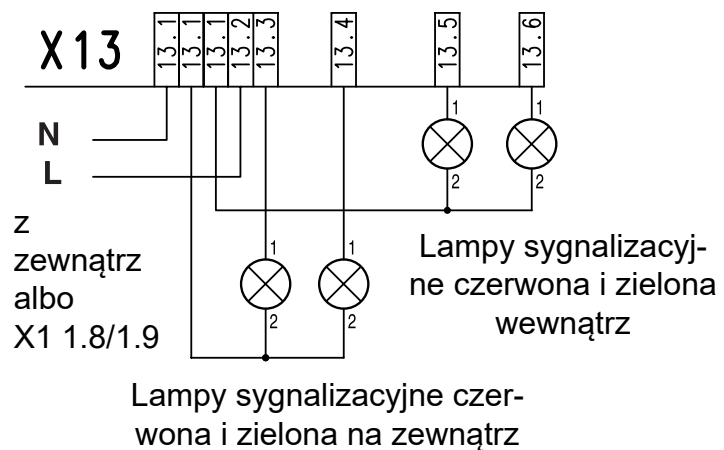 X13
13.1 13.1 13.1 13.2 13.3 13.4 13.5 13.6
N
L
1 1
2 2
z
zewnątrz
albo
X1 1.8/1.9
1 1
2 2
Lampy sygnalizacyj-
ne czerwona i zielona
wewnątrz
Lampy sygnalizacyjne czer-
wona i zielona na zewnątrz